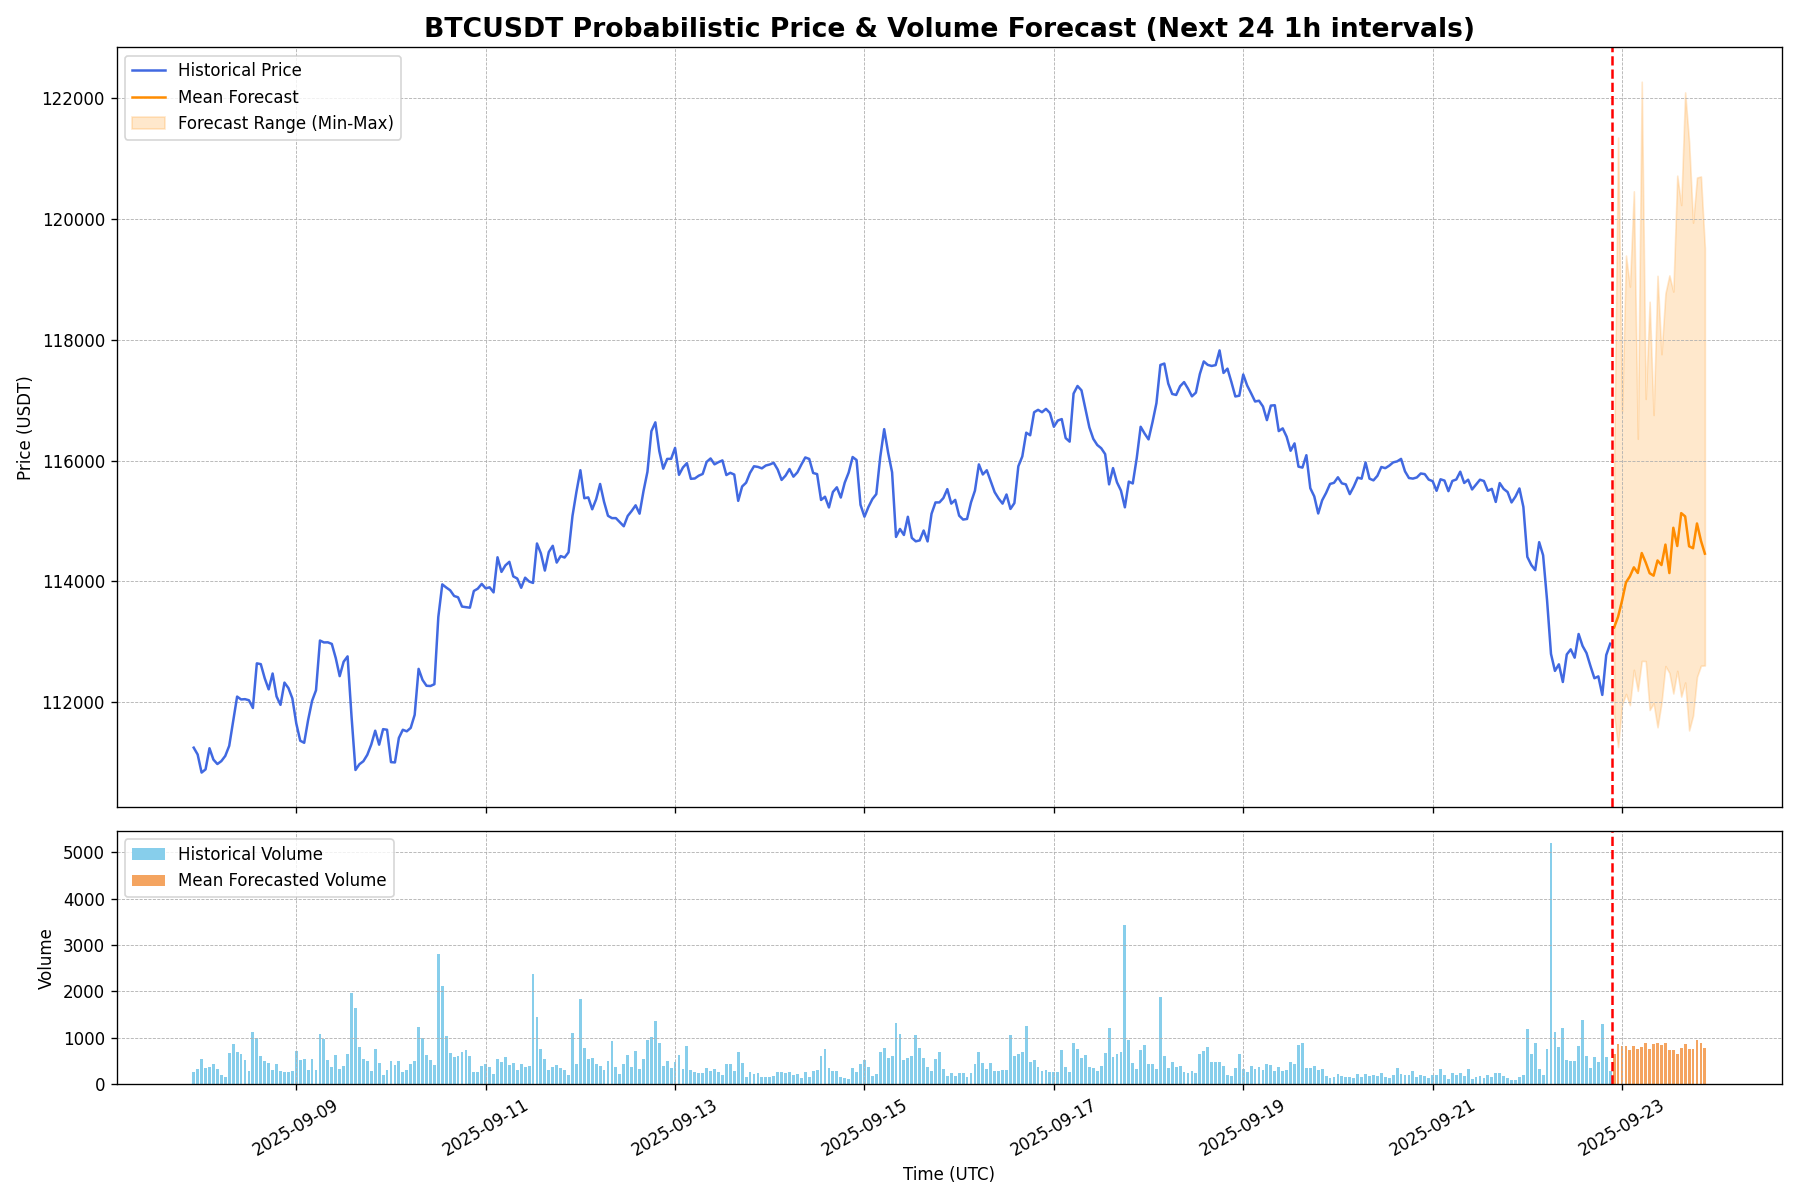 BTCUSDT Probabilistic Price & Volume Forecast (Next 24 1h intervals)
Historical Price
Mean Forecast
Forecast Range (Min-Max)
122000
120000
118000
116000
114000
112000
Price (USDT)
Historical Volume
Mean Forecasted Volume
5000
4000
3000
2000
1000
0
Volume
2025-09-09
2025-09-11
2025-09-13
2025-09-15
2025-09-17
2025-09-19
2025-09-21
2025-09-23
Time (UTC)